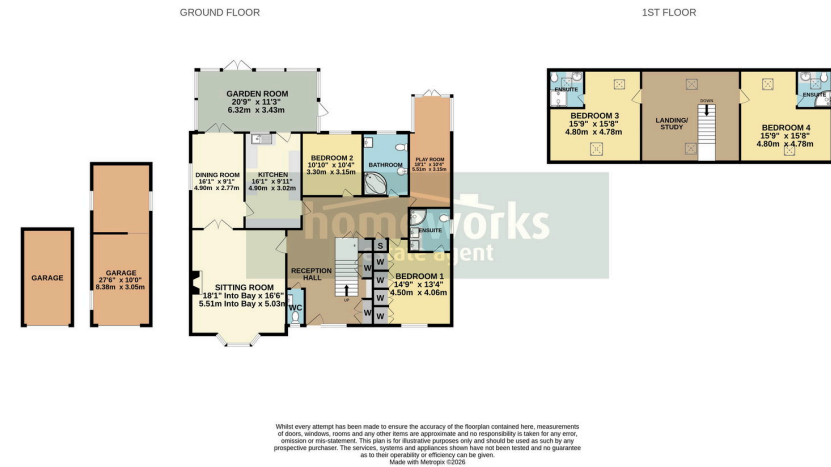 GROUND FLOOR
1ST FLOOR
GARDEN ROOM
20'9" x 11'3"
6.32m x 3.43m
DINING ROOM
16'1" x 9'1"
4.90m x 2.77m
KITCHEN
16'1" x 9'11"
4.90m x 3.02m
BEDROOM 2
10'10" x 10'4"
3.30m x 3.15m
BATHROOM
PLAY ROOM
18'1" x 10'4"
5.51m x 3.15m
ENSUITE
SITTING ROOM
18'1" Into Bay x 16'6"
5.51m Into Bay x 5.03m
RECEPTION
HALL
UP
WC
S
W
W
W
W
W
W
BEDROOM 1
14'9" x 13'4"
4.50m x 4.06m
GARAGE
GARAGE
27'6" x 10'0"
8.38m x 3.05m
homeworks
estate agent
ENSUITE
BEDROOM 3
15'9" x 15'8"
4.80m x 4.78m
LANDING/
STUDY
DOWN
ENSUITE
BEDROOM 4
15'9" x 15'8"
4.80m x 4.78m
Whilst every attempt has been made to ensure the accuracy of the floorplan contained here, measurements
of doors, windows, rooms and any other items are approximate and no responsibility is taken for any error,
omission or mis-statement. This plan is for illustrative purposes only and should be used as such by any
prospective purchaser. The services, systems and appliances shown have not been tested and no guarantee
as to their operability or efficiency can be given.
Made with Metropix ©2026